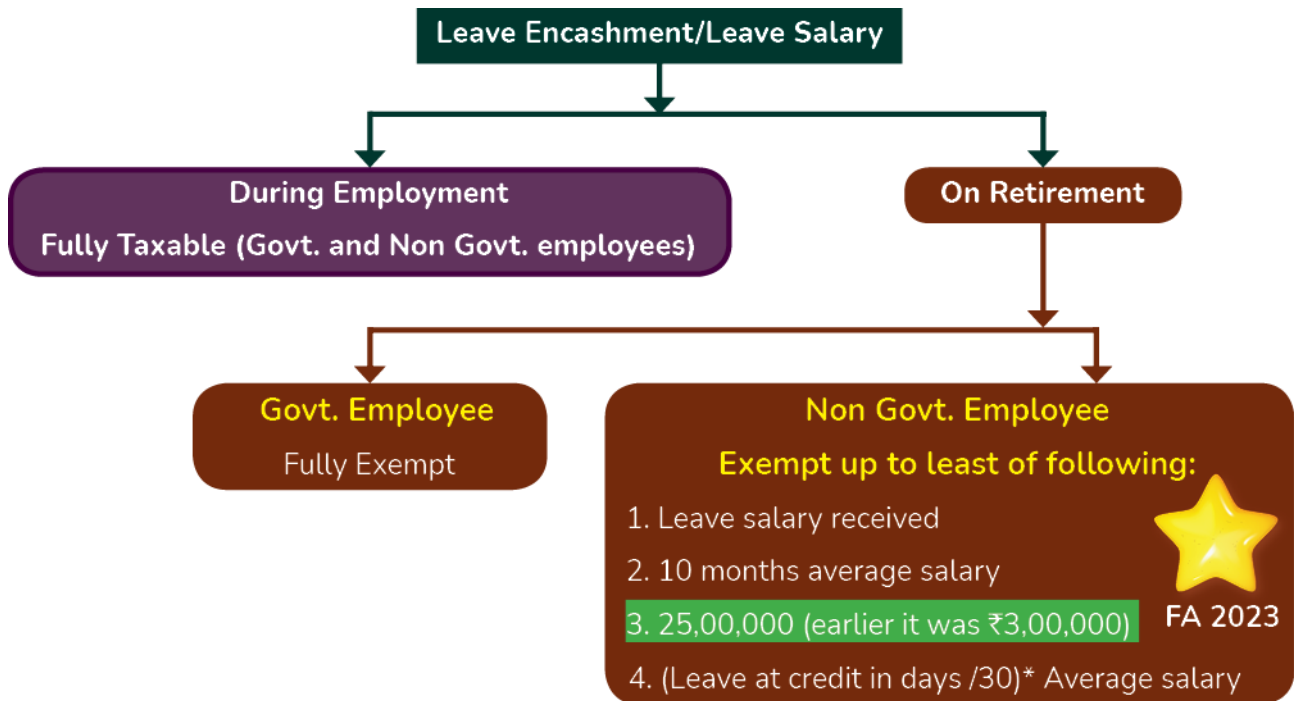 Leave Encashment/Leave Salary
During Employment
Fully Taxable (Govt. and Non Govt. employees)
On Retirement
Govt. Employee
Fully Exempt
Non Govt. Employee
Exempt up to least of following:
1. Leave salary received
2. 10 months average salary
3. 25,00,000 (earlier it was ₹3,00,000)
FA 2023
4. (Leave at credit in days /30)* Average salary